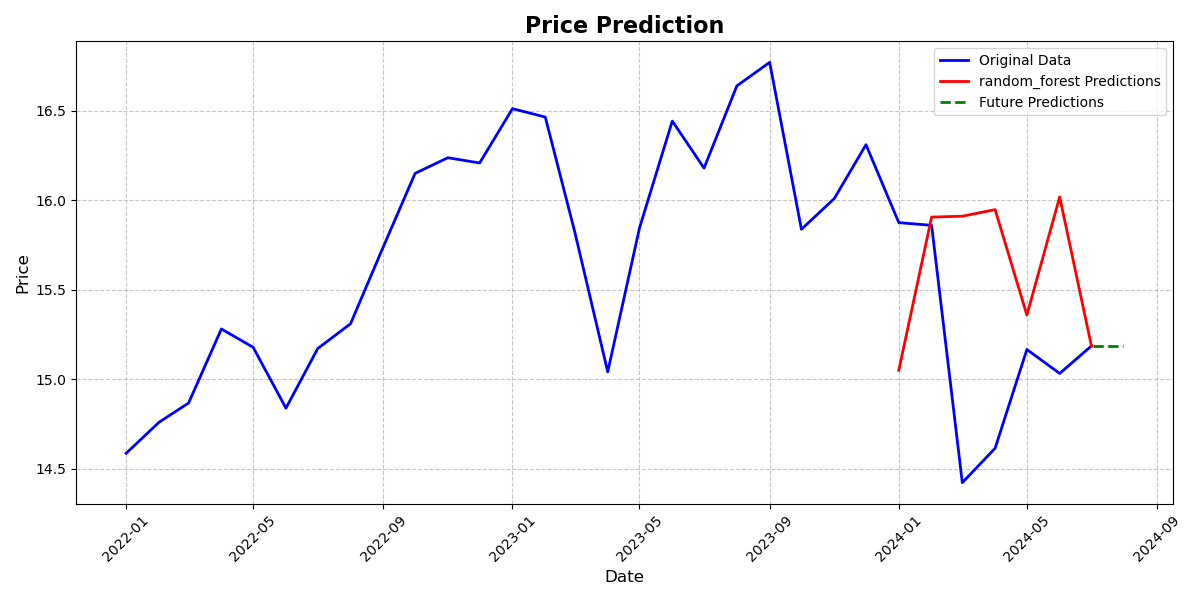 Price Prediction
Original Data
random_forest Predictions
Future Predictions
Price
16.5
16.0
15.5
15.0
14.5
2022-01
2022-05
2022-09
2023-01
2023-05
2023-09
2024-01
2024-05
2024-09
Date